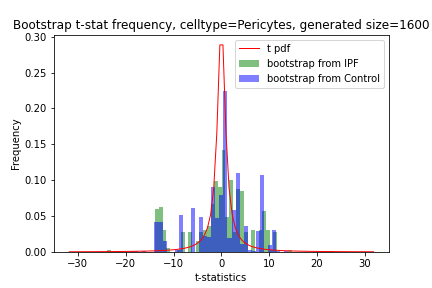 Bootstrap t-stat frequency, celltype=Pericytes, generated size=1600
0.30
0.25
0.20
0.15
0.10
0.05
0.00
Frequency
t pdf
bootstrap from IPF
bootstrap from Control
−30 −20 −10 0 10 20 30
t-statistics